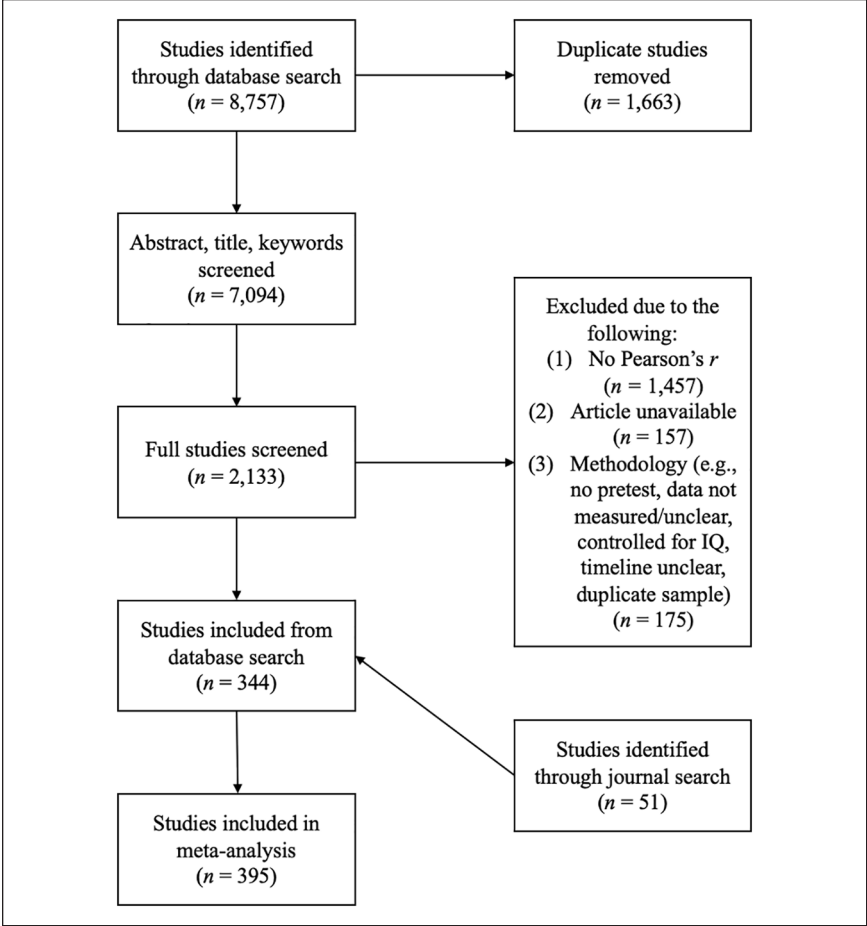 Studies identified
through database search
(n = 8,757)
Duplicate studies
removed
(n = 1,663)
Abstract, title, keywords
screened
(n = 7,094)
Full studies screened
(n = 2,133)
Excluded due to the
following:
(1) No Pearson’s r
(n = 1,457)
(2) Article unavailable
(n = 157)
(3) Methodology (e.g.,
no pretest, data not
measured/unclear,
controlled for IQ,
timeline unclear,
duplicate sample)
(n = 175)
Studies included from
database search
(n = 344)
Studies identified
through journal search
(n = 51)
Studies included in
meta-analysis
(n = 395)